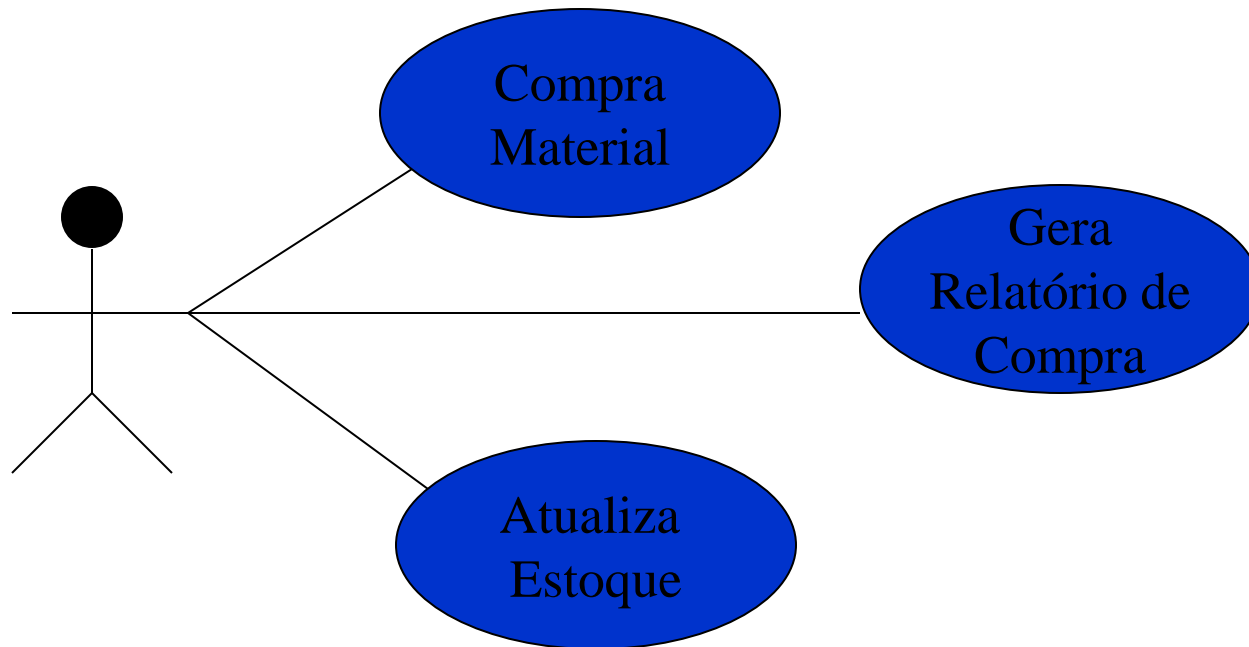 Compra
Material
Gera
Relatório de
Compra
Atualiza
Estoque